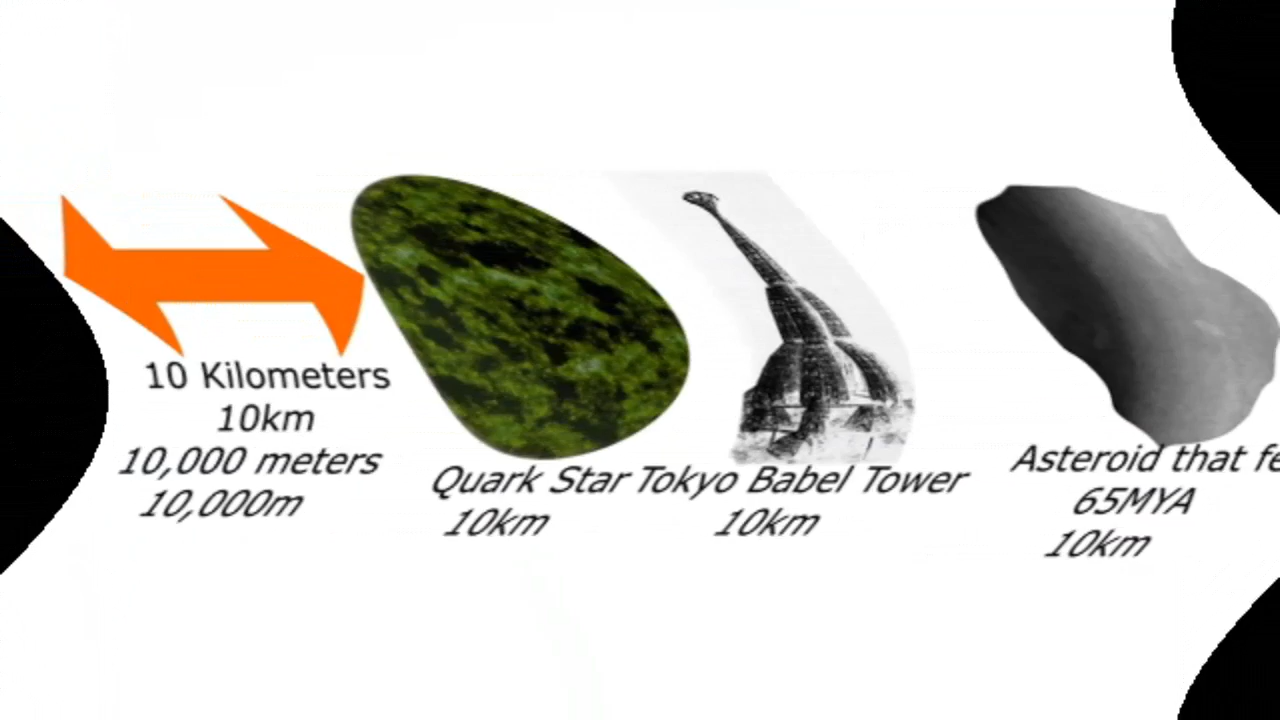 10 Kilometers
10km
10,000 meters
10,000m
Quark Star
10km
Tokyo Babel Tower
10km
Asteroid that
65MYA
10km